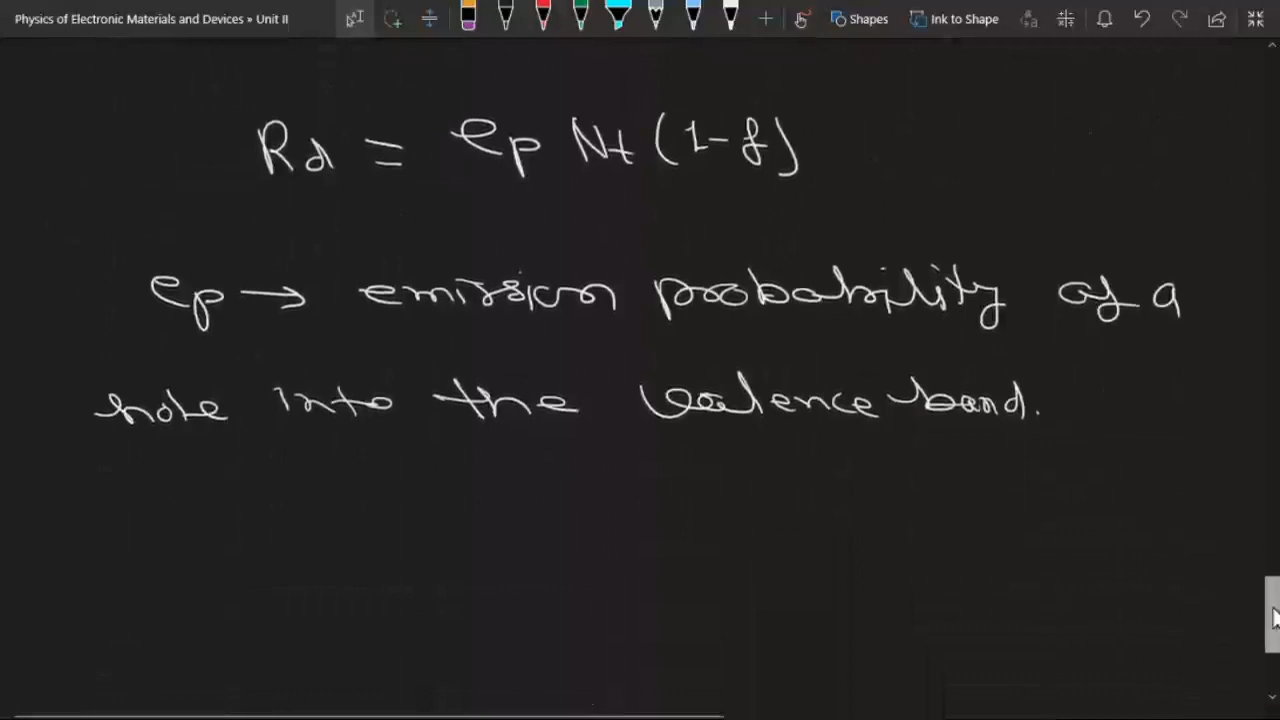 Physics of Electronic Materials and Devices » Unit II
Shapes
Ink to Shape
Rd = ep Nt (1-f)
ep → emission probability of a
hole into the valence band.